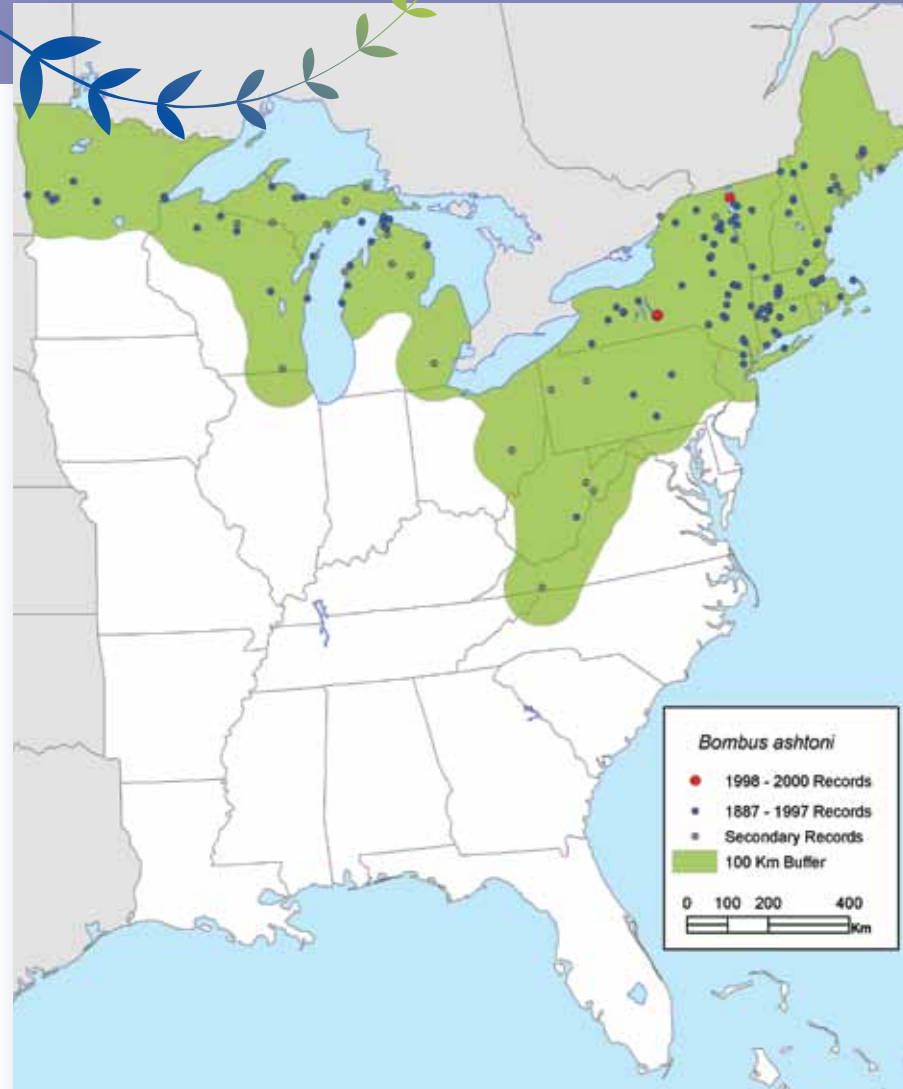 Bombus ashtoni
1998 - 2000 Records
1887 - 1997 Records
Secondary Records
100 Km Buffer
0 100 200 400
Km